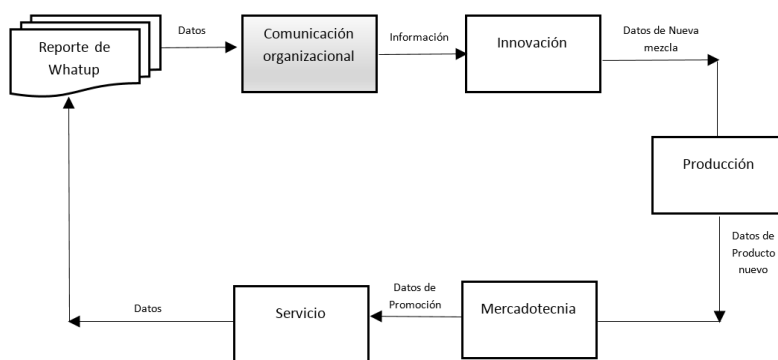 Reporte de
Whatup
Datos
Comunicación
organizacional
Información
Innovación
Datos de Nueva
mezcla
Producción
Datos de
Producto
nuevo
Mercadotecnia
Datos de
Promoción
Servicio
Datos